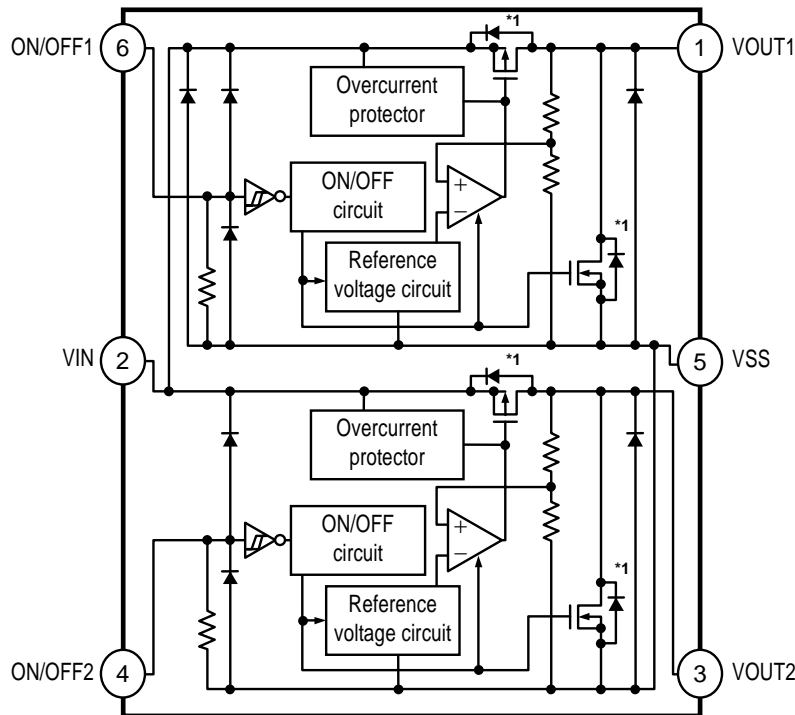 *1
ON/OFF1
6
1
VOUT1
Overcurrent
protector
ON/OFF
circuit
+
−
*1
Reference
voltage circuit
VIN
2
5
VSS
*1
Overcurrent
protector
ON/OFF
circuit
+
−
*1
Reference
voltage circuit
ON/OFF2
4
3
VOUT2